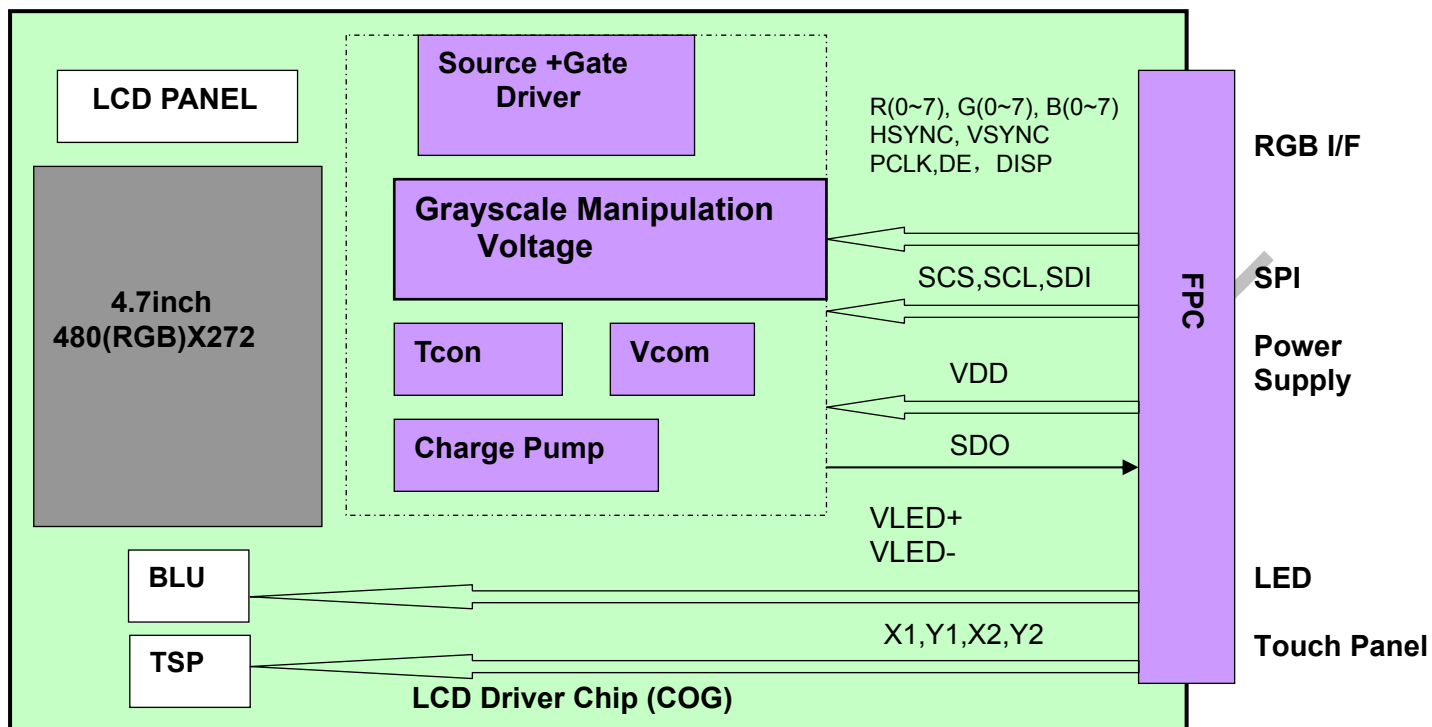 LCD PANEL
4.7inch
480(RGB)X272
BLU
TSP
Source +Gate
Driver
Grayscale Manipulation
Voltage
Tcon
Vcom
Charge Pump
LCD Driver Chip (COG)
R(0~7), G(0~7), B(0~7)
HSYNC, VSYNC
PCLK,DE，DISP
SCS,SCL,SDI
VDD
SDO
VLED+
VLED-
X1,Y1,X2,Y2
FPC
RGB I/F
SPI
Power
Supply
LED
Touch Panel